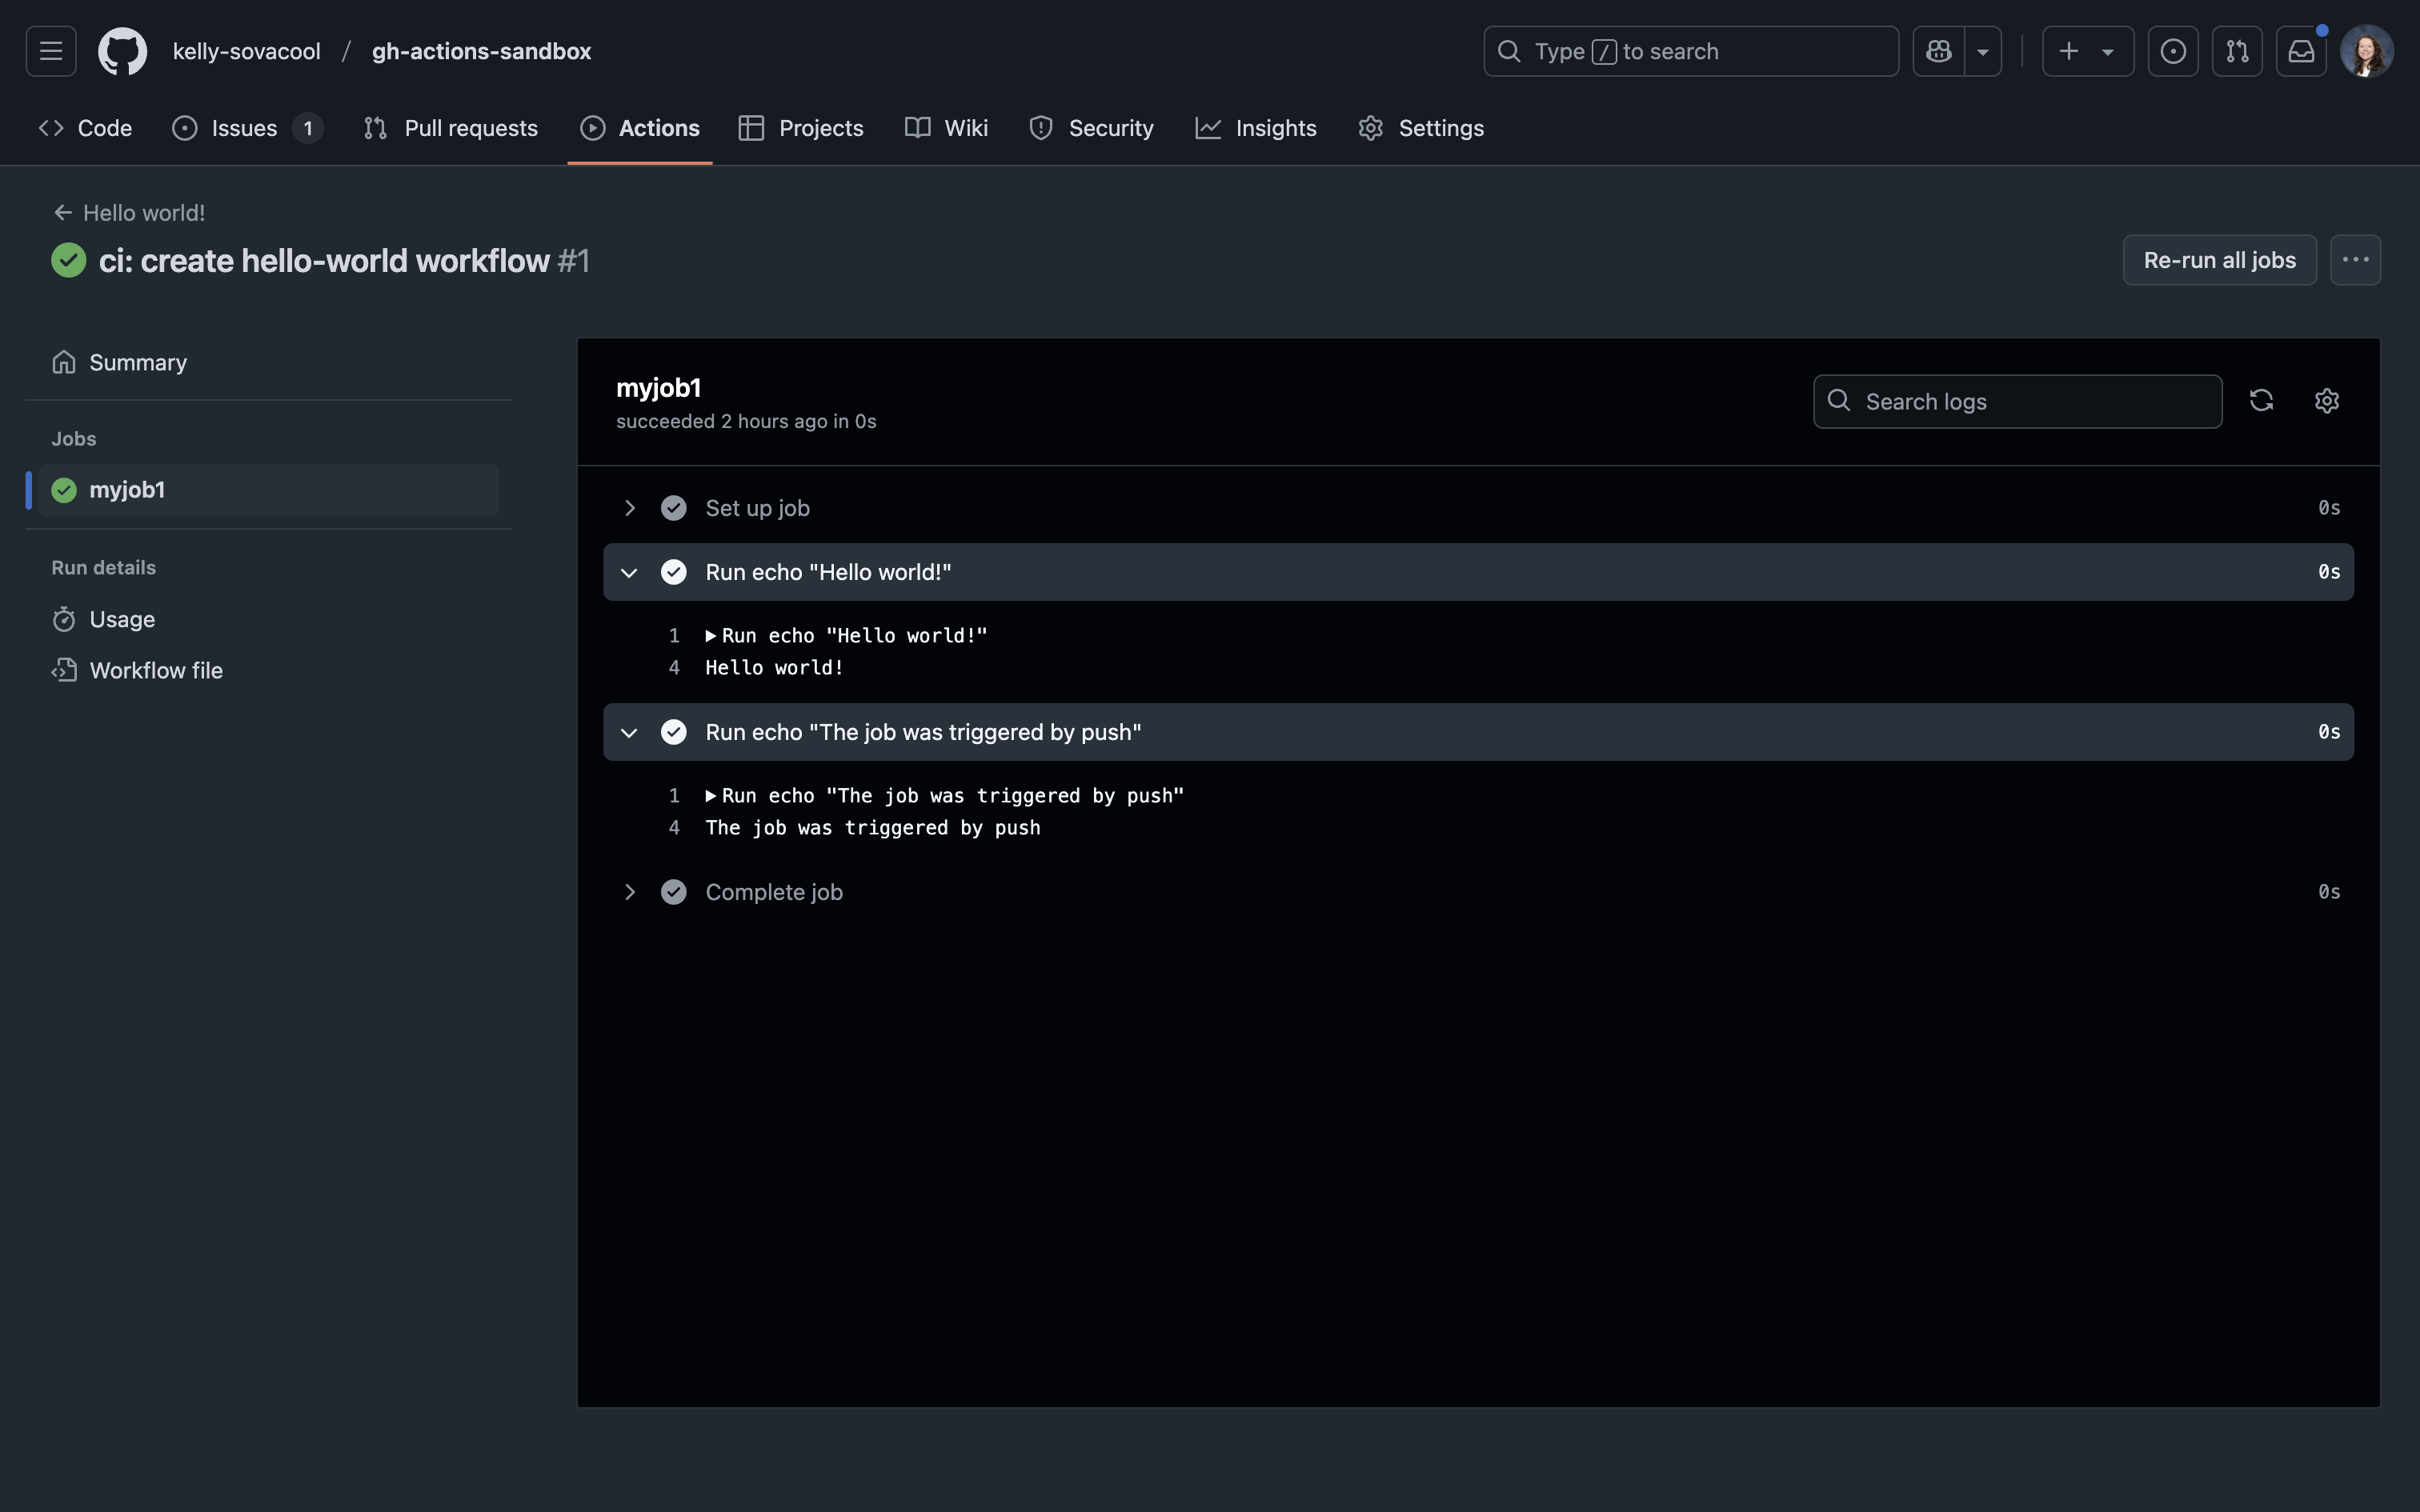 kelly-sovacool / gh-actions-sandbox
Type / to search
Code
Issues 1
Pull requests
Actions
Projects
Wiki
Security
Insights
Settings
Hello world!
ci: create hello-world workflow #1
Re-run all jobs
Summary
Jobs
myjob1
Run details
Usage
Workflow file
myjob1
succeeded 2 hours ago in 0s
Search logs
Set up job 0s
Run echo "Hello world!" 0s
1 Run echo "Hello world!"
4 Hello world!
Run echo "The job was triggered by push" 0s
1 Run echo "The job was triggered by push"
4 The job was triggered by push
Complete job 0s